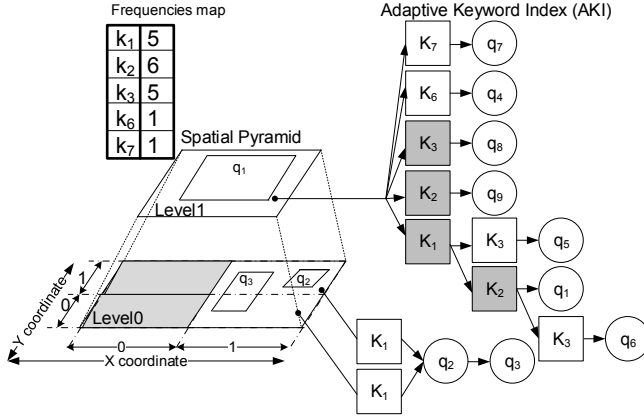 Frequencies map
k1 5
k2 6
k3 5
k6 1
k7 1
Adaptive Keyword Index (AKI)
K7 q7
K6 q4
K3 q8
K2 q9
K1 K3 q5
K2 q1
K3 q6
Spatial Pyramid
q1
Level1
q3 q2
Level0
1
0
Y coordinate
0 1
X coordinate
K1
q2 q3
K1